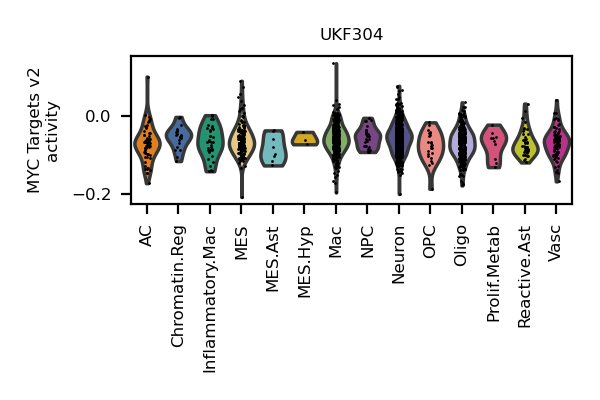 UKF304
MYC Targets v2
activity
0.0
−0.2
AC
Chromatin.Reg
Inflammatory.Mac
MES
MES.Ast
MES.Hyp
Mac
NPC
Neuron
OPC
Oligo
Prolif.Metab
Reactive.Ast
Vasc